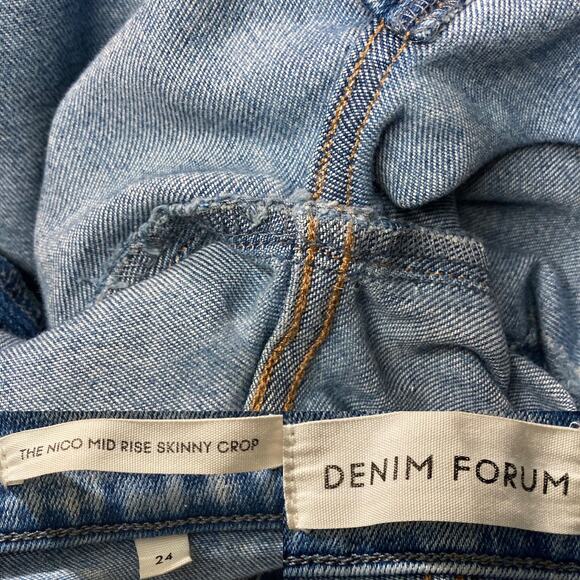 THE NICO MID RISE SKINNY CROP
24
DENIM FORUM